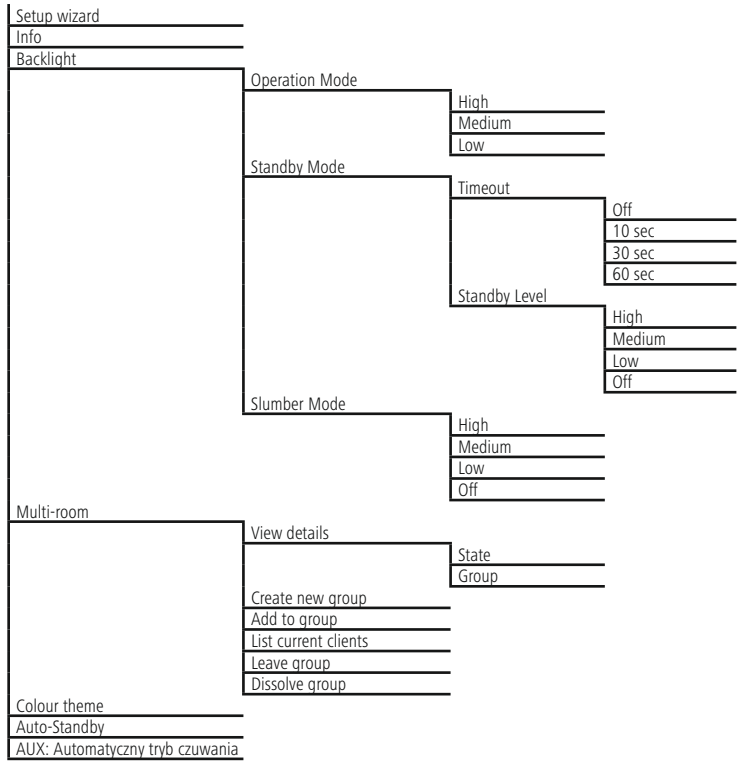 Setup wizard
Info
Backlight
Operation Mode
High
Medium
Low
Standby Mode
Timeout
Off
10 sec
30 sec
60 sec
Standby Level
High
Medium
Low
Off
Slumber Mode
High
Medium
Low
Off
Multi-room
View details
State
Group
Create new group
Add to group
List current clients
Leave group
Dissolve group
Colour theme
Auto-Standby
AUX: Automatyczny tryb czuwania